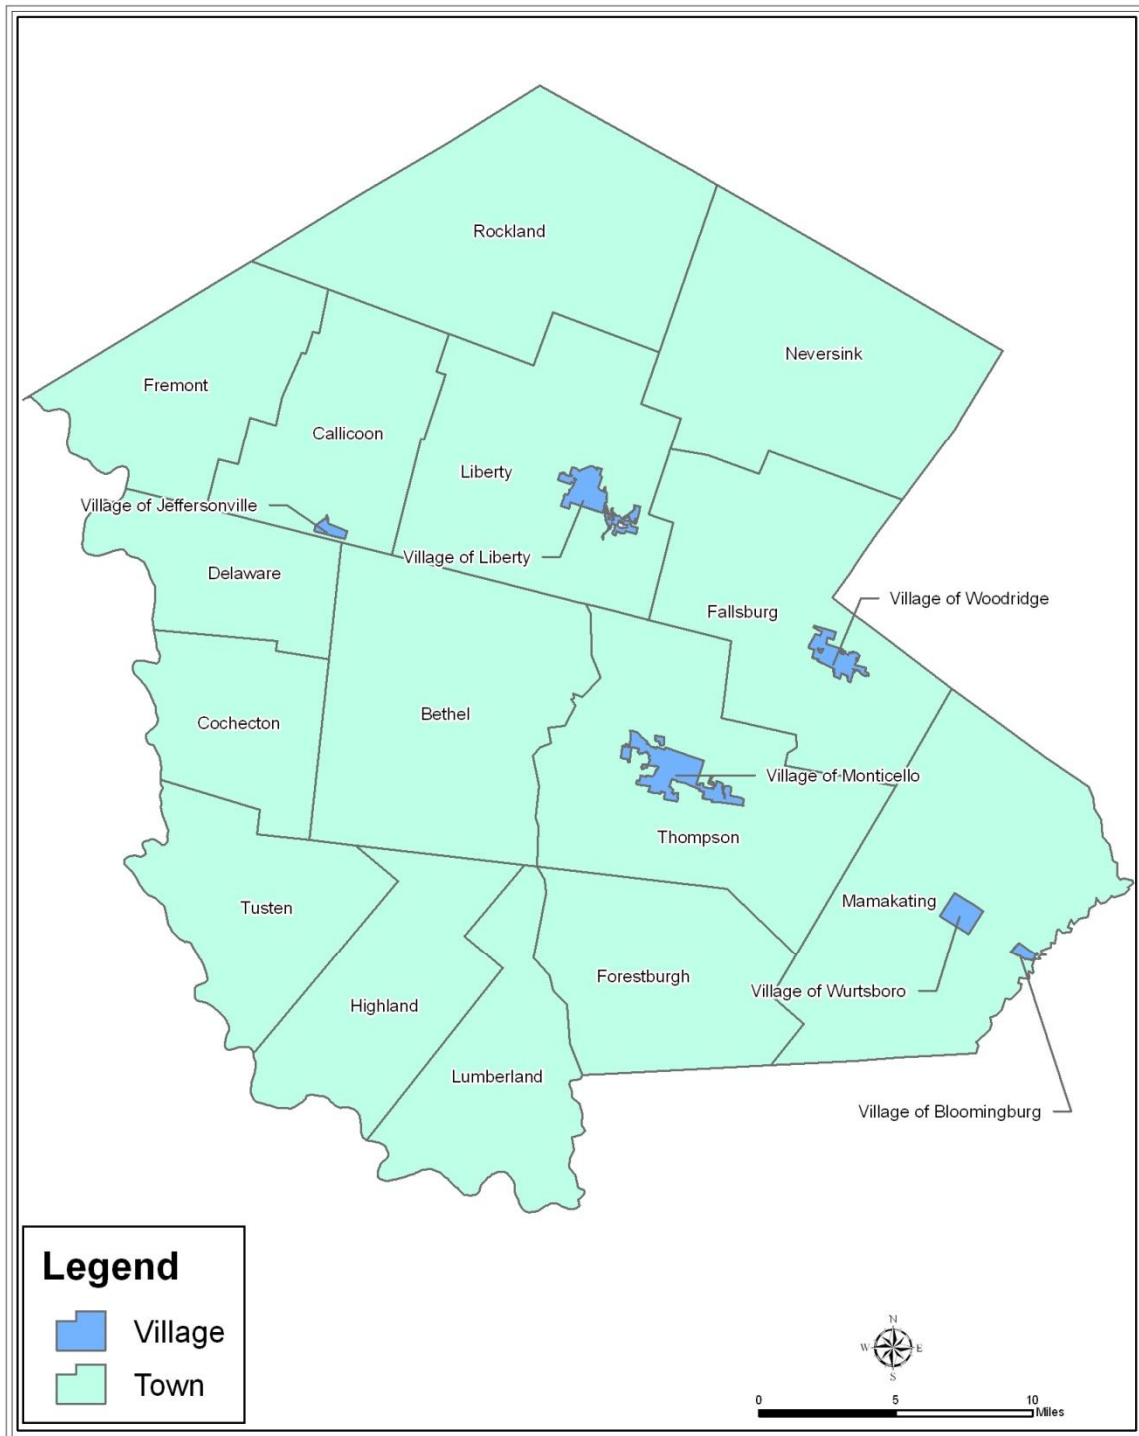 Rockland
Neversink
Fremont
Callicoon
Liberty
Village of Jeffersonville
Village of Liberty
Delaware
Fallsburg
Village of Woodridge
Bethel
Cochecton
Village of Monticello
Thompson
Mamakating
Tusten
Forestburgh
Village of Wurtsboro
Highland
Lumberland
Village of Bloomingburg
Legend
Village
Town
N
W
E
S
0 5 10
Miles